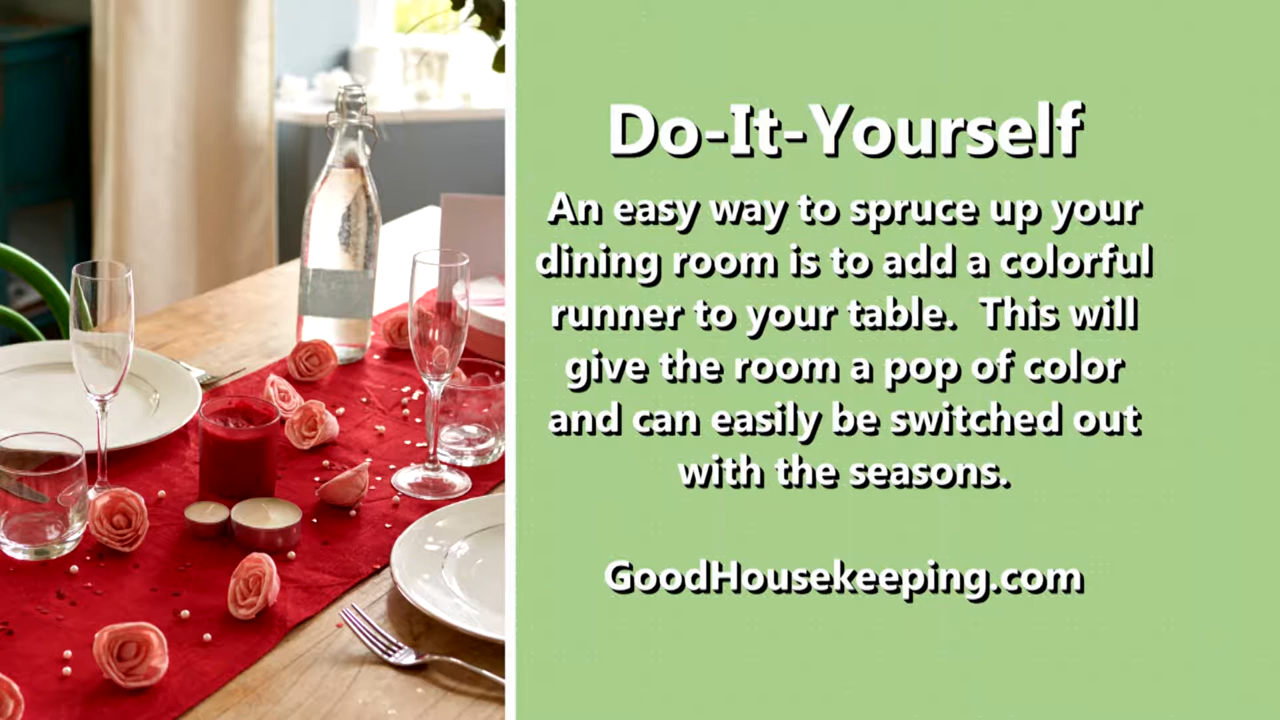 Do-It-Yourself
An easy way to spruce up your
dining room is to add a colorful
runner to your table.  This will
give the room a pop of color
and can easily be switched out
with the seasons.
GoodHousekeeping.com